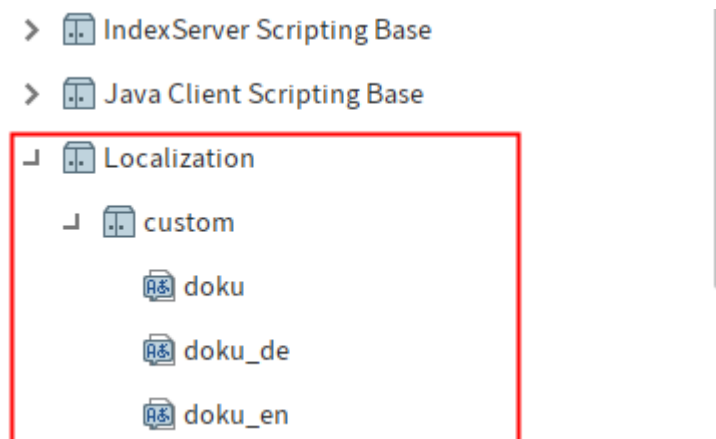 IndexServer Scripting Base
Java Client Scripting Base
Localization
custom
doku
doku_de
doku_en